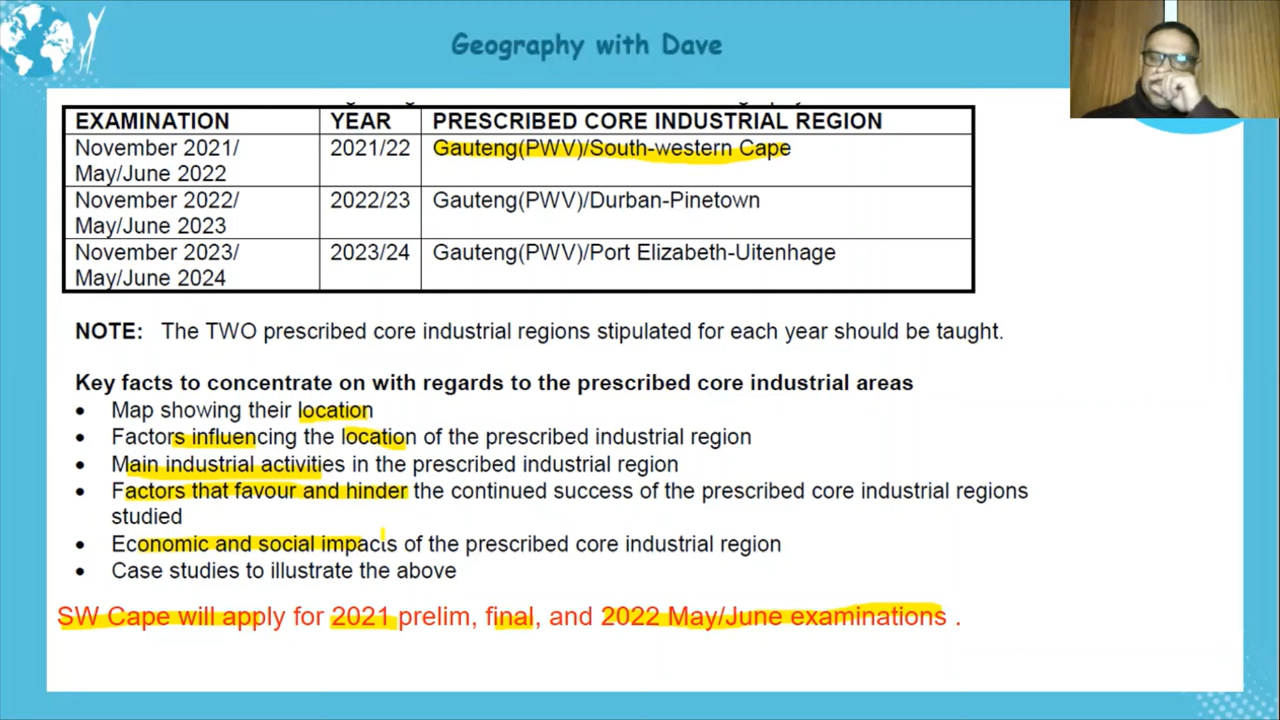 Geography with Dave
EXAMINATION YEAR PRESCRIBED CORE INDUSTRIAL REGION
November 2021/ 2021/22 Gauteng(PWV)/South-western Cape
May/June 2022
November 2022/ 2022/23 Gauteng(PWV)/Durban-Pinetown
May/June 2023
November 2023/ 2023/24 Gauteng(PWV)/Port Elizabeth-Uitenhage
May/June 2024
NOTE: The TWO prescribed core industrial regions stipulated for each year should be taught.
Key facts to concentrate on with regards to the prescribed core industrial areas
• Map showing their location
• Factors influencing the location of the prescribed industrial region
• Main industrial activities in the prescribed industrial region
• Factors that favour and hinder the continued success of the prescribed core industrial regions
studied
• Economic and social impacts of the prescribed core industrial region
• Case studies to illustrate the above
SW Cape will apply for 2021 prelim, final, and 2022 May/June examinations .